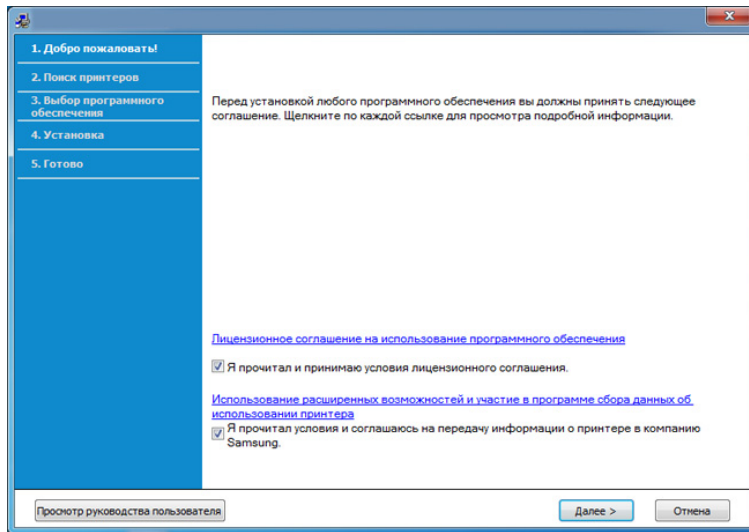 1. Добро пожаловать!
2. Поиск принтеров
3. Выбор программного
обеспечения
4. Установка
5. Готово
Перед установкой любого программного обеспечения вы должны принять следующее
соглашение. Щелкните по каждой ссылке для просмотра подробной информации.
Лицензионное соглашение на использование программного обеспечения
Я прочитал и принимаю условия лицензионного соглашения.
Использование расширенных возможностей и участие в программе сбора данных об
использовании принтера
Я прочитал условия и соглашаюсь на передачу информации о принтере в компанию
Samsung.
Просмотр руководства пользователя
Далее >
Отмена